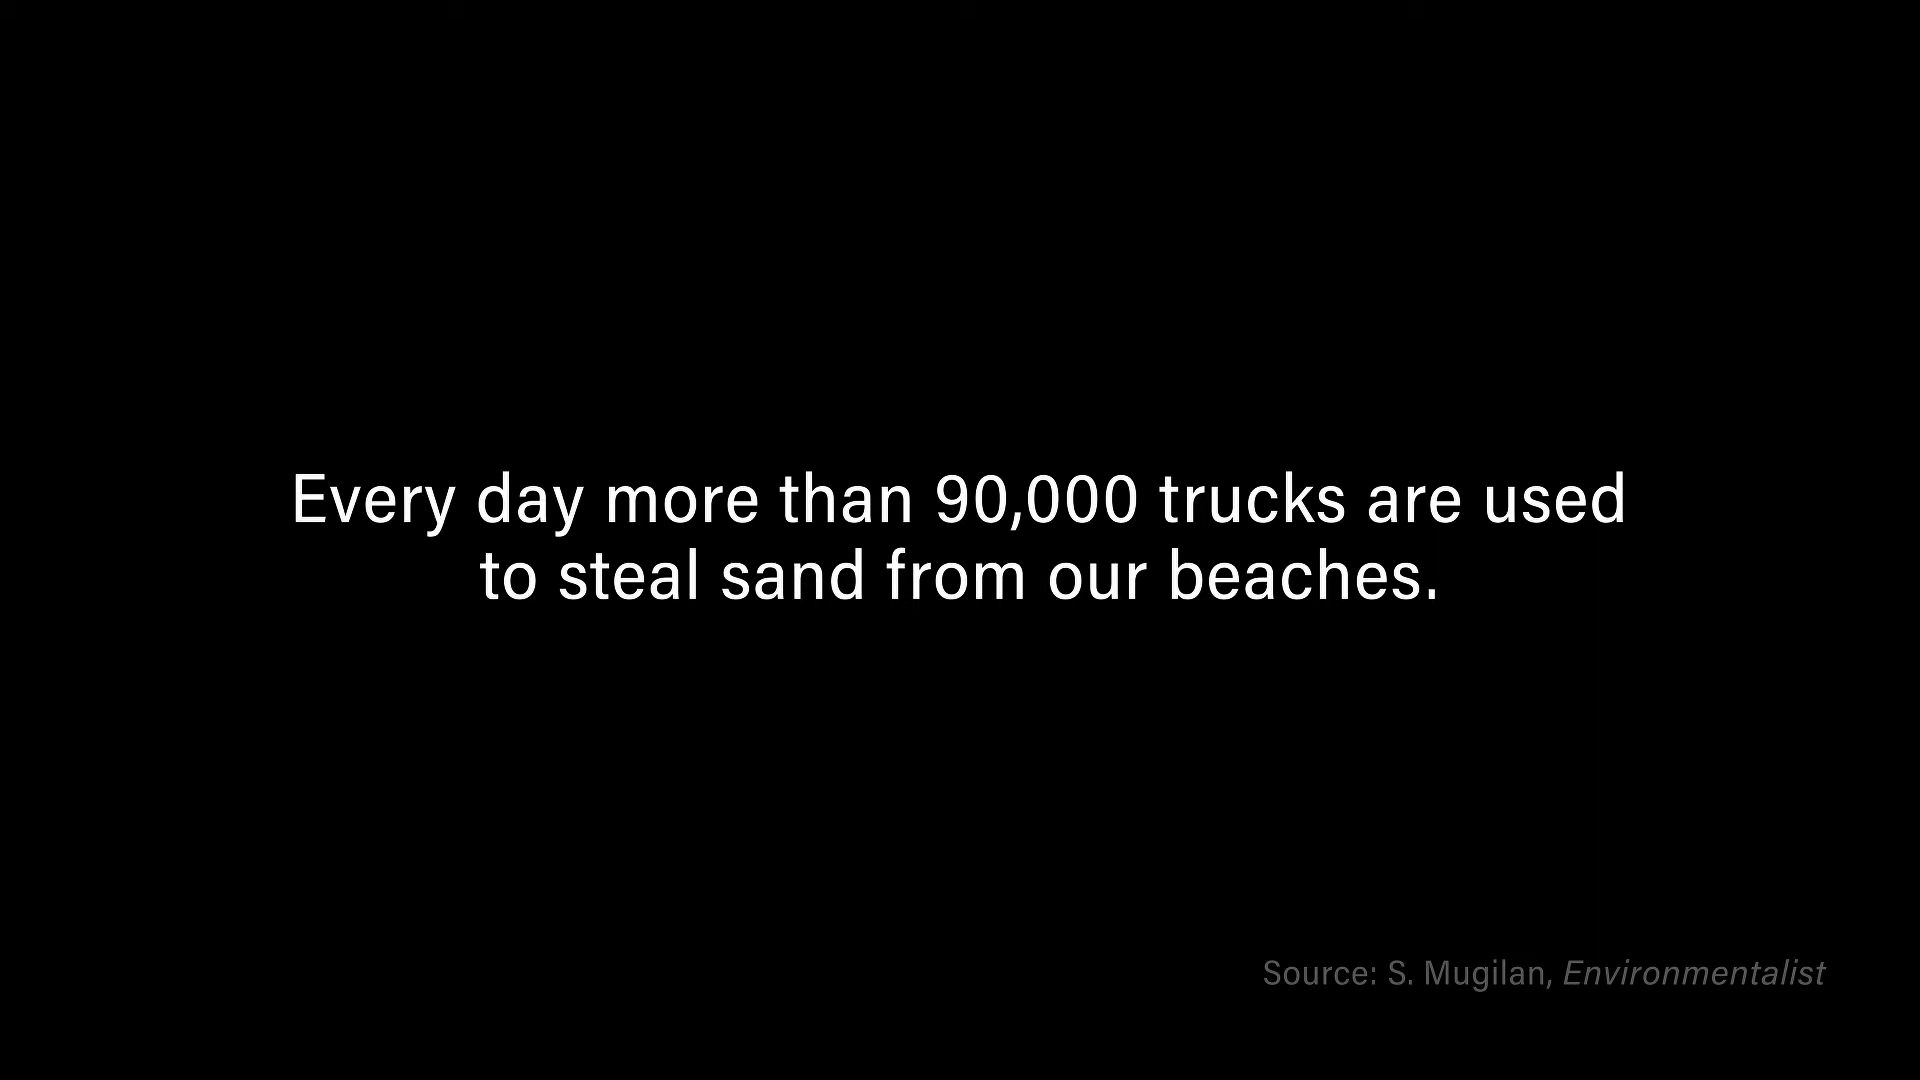 Every day more than 90,000 trucks are used
to steal sand from our beaches.
Source: S. Mugilan, Environmentalist